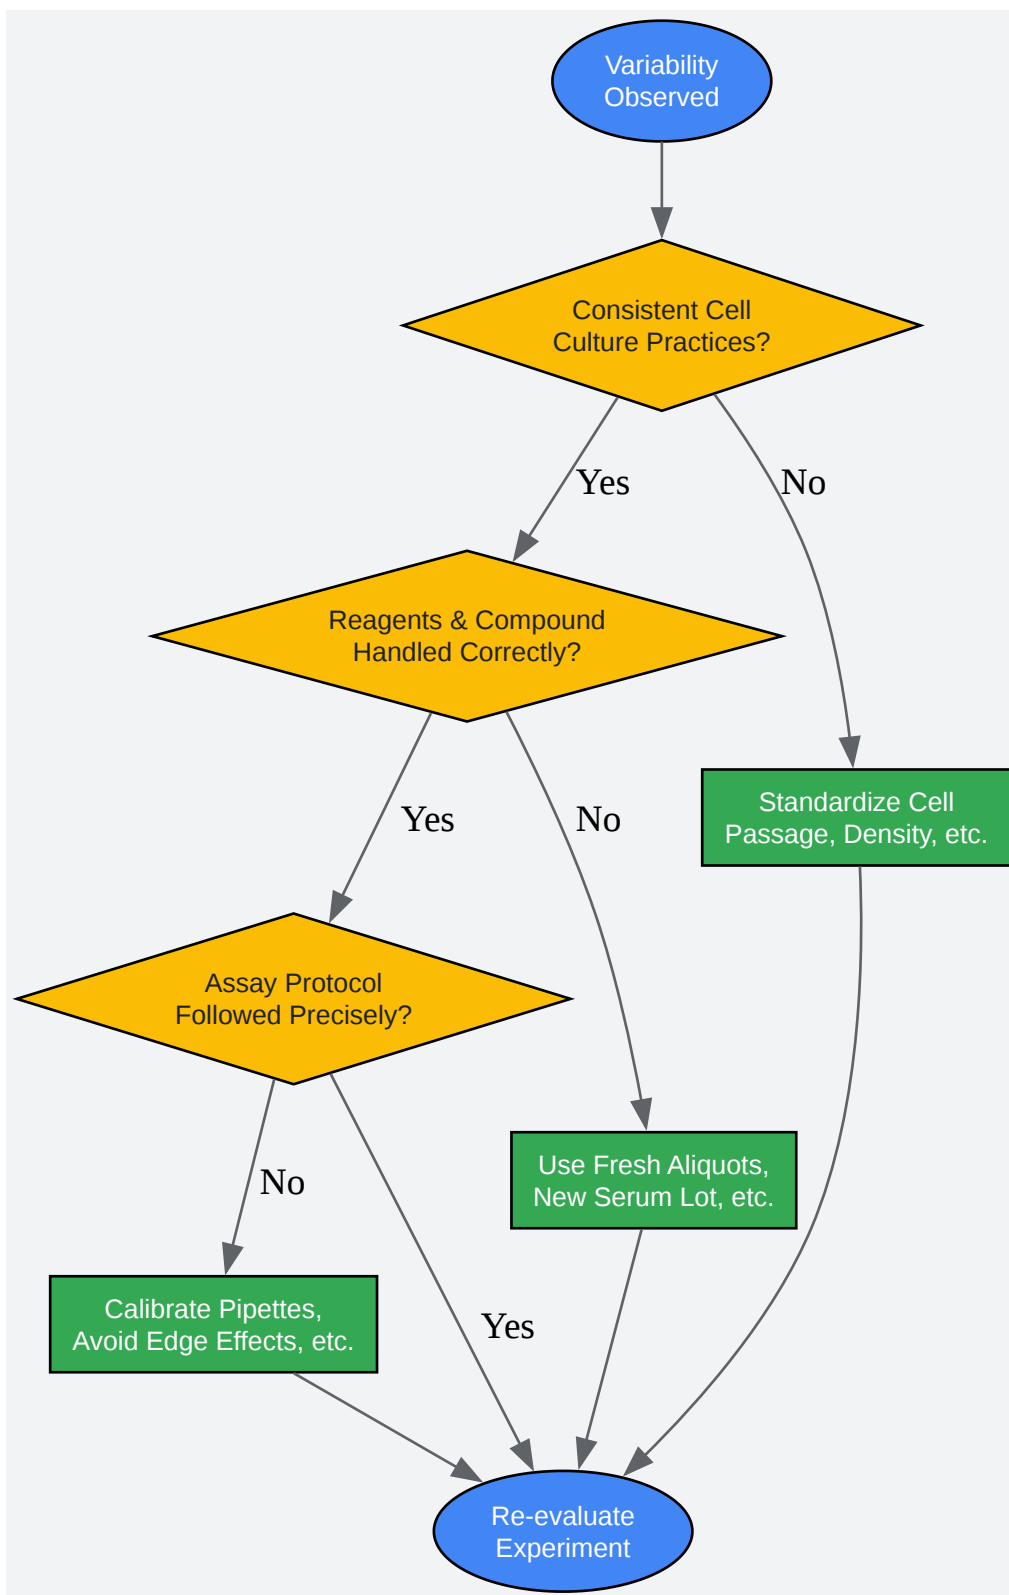 Variability
Observed
Consistent Cell
Culture Practices?
Yes
No
Reagents & Compound
Handled Correctly?
Yes
No
Standardize Cell
Passage, Density, etc.
Assay Protocol
Followed Precisely?
No
Use Fresh Aliquots,
New Serum Lot, etc.
Calibrate Pipettes,
Avoid Edge Effects, etc.
Yes
Re-evaluate
Experiment